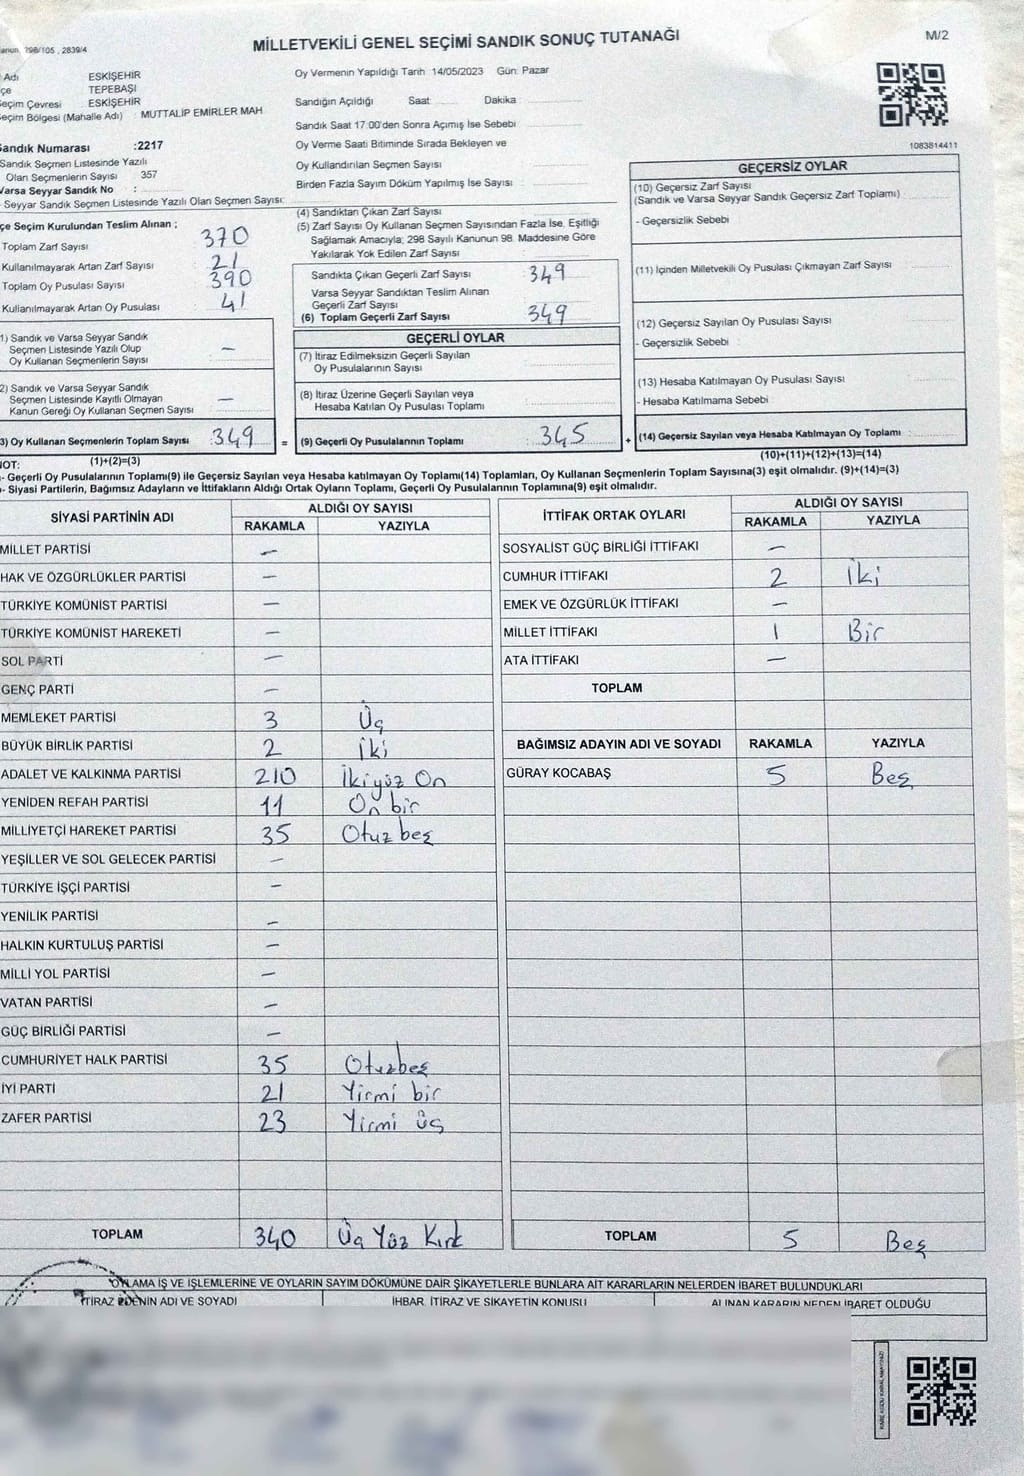 MİLLETVEKİLİ GENEL SEÇİMİ SANDIK SONUÇ TUTANAĞI
M/2
298/105 , 2839/4
Adı ESKİŞEHİR
çe TEPEBAŞI
eçim Çevresi ESKİŞEHİR
eçim Bölgesi (Mahalle Adı) : MUTTALİP EMİRLER MAH
andık Numarası :2217
Sandık Seçmen Listesinde Yazılı
Olan Seçmenlerin Sayısı 357
Varsa Seyyar Sandık No :
- Seyyar Sandık Seçmen Listesinde Yazılı Olan Seçmen Sayısı:
çe Seçim Kurulundan Teslim Alınan ;
Toplam Zarf Sayısı 370
Kullanılmayarak Artan Zarf Sayısı 21
Toplam Oy Pusulası Sayısı 390
Kullanılmayarak Artan Oy Pusulası 41
1) Sandık ve Varsa Seyyar Sandık
Seçmen Listesinde Yazılı Olup
Oy Kullanan Seçmenlerin Sayısı —
2) Sandık ve Varsa Seyyar Sandık
Seçmen Listesinde Kayıtlı Olmayan
Kanun Gereği Oy Kullanan Seçmen Sayısı —
3) Oy Kullanan Seçmenlerin Toplam Sayısı :349 =
(1)+(2)=(3)
Oy Vermenin Yapıldığı Tarih 14/05/2023 Gün: Pazar
Sandığın Açıldığı Saat Dakika :
Sandık Saat 17:00'den Sonra Açımış İse Sebebi
Oy Verme Saati Bitiminde Sırada Bekleyen ve
Oy Kullandırılan Seçmen Sayısı :
Birden Fazla Sayım Döküm Yapılmış İse Sayısı :
(4) Sandıktan Çıkan Zarf Sayısı
(5) Zarf Sayısı Oy Kullanan Seçmen Sayısından Fazla İse, Eşitliği
Sağlamak Amacıyla; 298 Sayılı Kanunun 98. Maddesine Göre
Yakılarak Yok Edilen Zarf Sayısı
Sandıkta Çıkan Geçerli Zarf Sayısı 349
Varsa Seyyar Sandıktan Teslim Alınan
Geçerli Zarf Sayısı
(6) Toplam Geçerli Zarf Sayısı 349
GEÇERLİ OYLAR
(7) İtiraz Edilmeksizin Geçerli Sayılan
Oy Pusulalarının Sayısı
(8) İtiraz Üzerine Geçerli Sayılan veya
Hesaba Katılan Oy Pusulası Toplamı
(9) Geçerli Oy Pusulalarının Toplamı :345 +
1083814411
GEÇERSİZ OYLAR
(10) Geçersiz Zarf Sayısı
(Sandık ve Varsa Seyyar Sandık Geçersiz Zarf Toplamı)
- Geçersizlik Sebebi
(11) İçinden Milletvekili Oy Pusulası Çıkmayan Zarf Sayısı
(12) Geçersiz Sayılan Oy Pusulası Sayısı
- Geçersizlik Sebebi
(13) Hesaba Katılmayan Oy Pusulası Sayısı
- Hesaba Katılmama Sebebi
(14) Geçersiz Sayılan veya Hesaba Katılmayan Oy Toplamı :
(10)+(11)+(12)+(13)=(14)
NOT:
- Geçerli Oy Pusulalarının Toplamı(9) ile Geçersiz Sayılan veya Hesaba katılmayan Oy Toplamı(14) Toplamları, Oy Kullanan Seçmenlerin Toplam Sayısına(3) eşit olmalıdır. (9)+(14)=(3)
- Siyasi Partilerin, Bağımsız Adayların ve İttifakların Aldığı Ortak Oyların Toplamı, Geçerli Oy Pusulalarının Toplamına(9) eşit olmalıdır.
SİYASİ PARTİNİN ADI ALDIĞI OY SAYISI
RAKAMLA YAZIYLA
MİLLET PARTİSİ —
HAK VE ÖZGÜRLÜKLER PARTİSİ —
TÜRKİYE KOMÜNİST PARTİSİ —
TÜRKİYE KOMÜNİST HAREKETİ —
SOL PARTİ —
GENÇ PARTİ —
MEMLEKET PARTİSİ 3 Üç
BÜYÜK BİRLİK PARTİSİ 2 İki
ADALET VE KALKINMA PARTİSİ 210 İkiyüz On
YENİDEN REFAH PARTİSİ 11 On bir
MİLLİYETÇİ HAREKET PARTİSİ 35 Otuz beş
YEŞİLLER VE SOL GELECEK PARTİSİ —
TÜRKİYE İŞÇİ PARTİSİ —
YENİLİK PARTİSİ —
HALKIN KURTULUŞ PARTİSİ —
MİLLİ YOL PARTİSİ —
VATAN PARTİSİ —
GÜÇ BİRLİĞİ PARTİSİ —
CUMHURİYET HALK PARTİSİ 35 Otuzbeş
İYİ PARTİ 21 Yirmi bir
ZAFER PARTİSİ 23 Yirmi üç
TOPLAM 340 Üç Yüz Kırk
İTTİFAK ORTAK OYLARI ALDIĞI OY SAYISI
RAKAMLA YAZIYLA
SOSYALİST GÜÇ BİRLİĞİ İTTİFAKI —
CUMHUR İTTİFAKI 2 İki
EMEK VE ÖZGÜRLÜK İTTİFAKI —
MİLLET İTTİFAKI 1 Bir
ATA İTTİFAKI —
TOPLAM
BAĞIMSIZ ADAYIN ADI VE SOYADI RAKAMLA YAZIYLA
GÜRAY KOCABAŞ 5 Beş
TOPLAM 5 Beş
OYLAMA İŞ VE İŞLEMLERİNE VE OYLARIN SAYIM DÖKÜMÜNE DAİR ŞİKAYETLERLE BUNLARA AİT KARARLARIN NELERDEN İBARET BULUNDUKLARI
İTİRAZ EDENİN ADI VE SOYADI İHBAR, İTİRAZ VE ŞİKAYETİN KONUSU ALINAN KARARIN NEDEN İBARET OLDUĞU